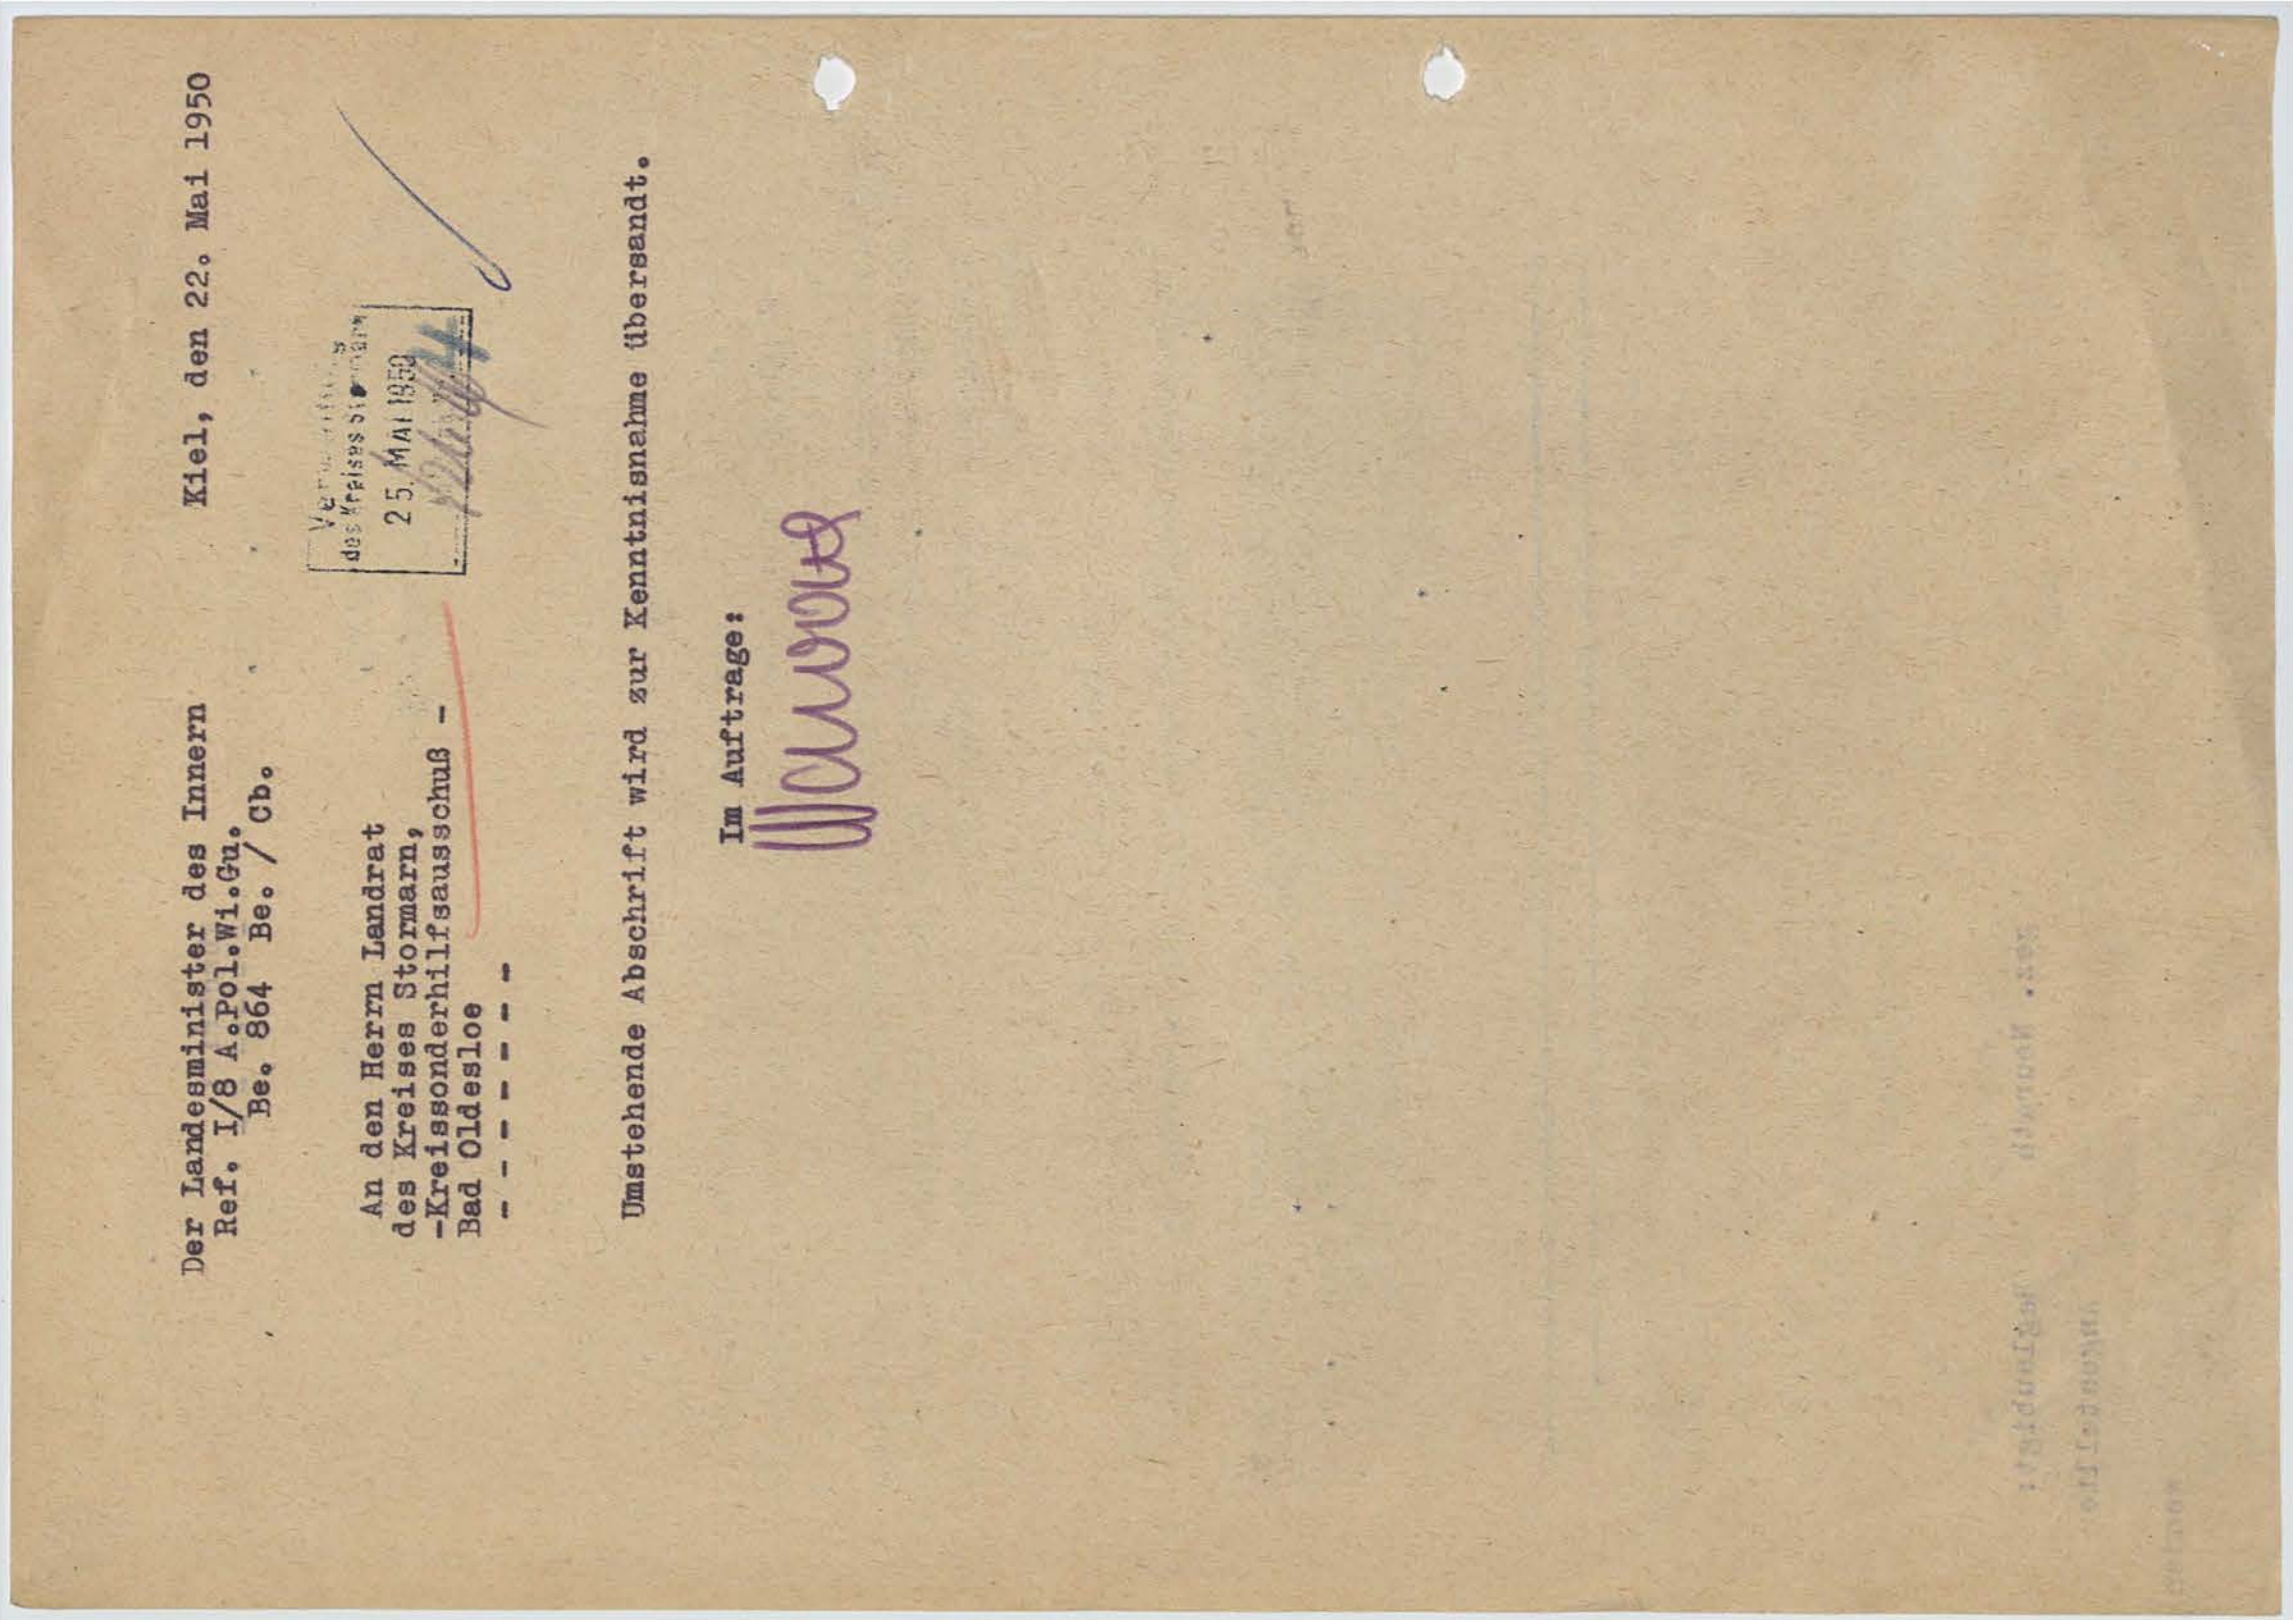 Der Landesminister des Innern
Kiel, den 22. Mai 1950
Ref. I/8 A.Pol.Wi.Gu.
Be. 864 Be. / Cb.
des Kreises
25. MAI 1950
An den Herrn Landrat
des Kreises Stormarn,
-Kreissonderhilfsausschuß -
Bad Oldesloe
- - - - - - - -
Umstehende Abschrift wird zur Kenntnisnahme übersandt.
Im Auftrage: